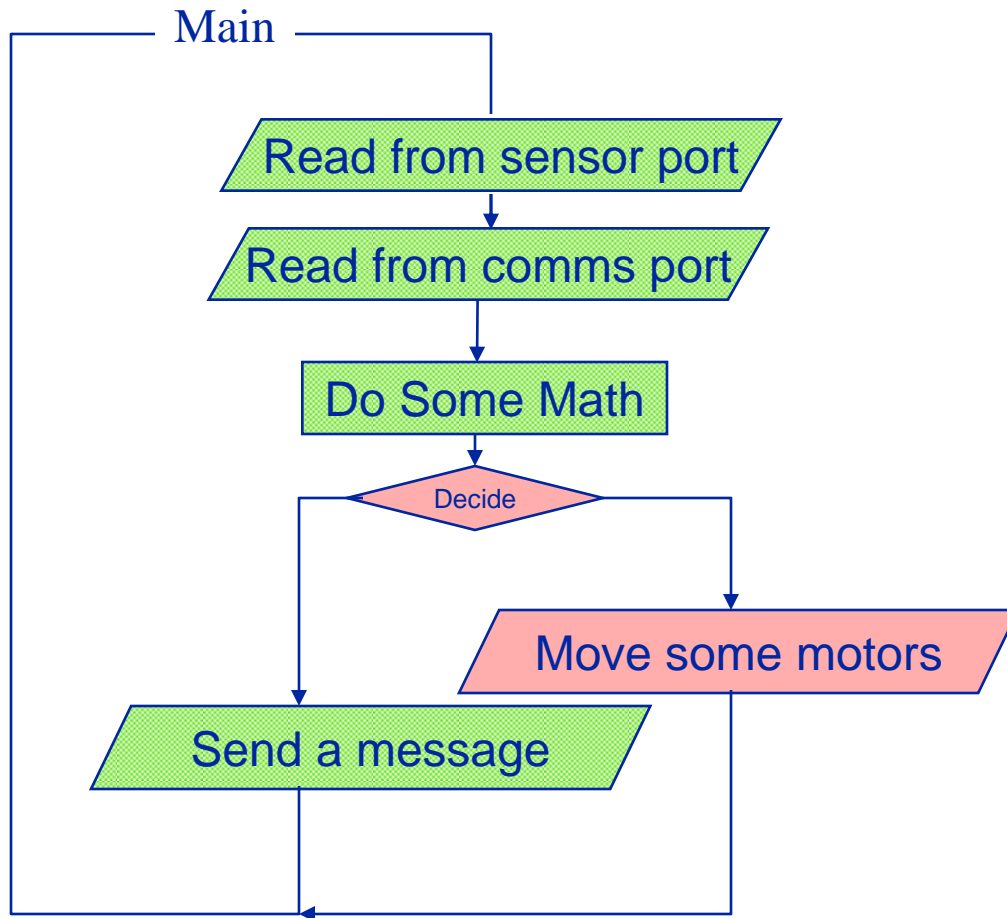 Main
Read from sensor port
Read from comms port
Do Some Math
Decide
Move some motors
Send a message